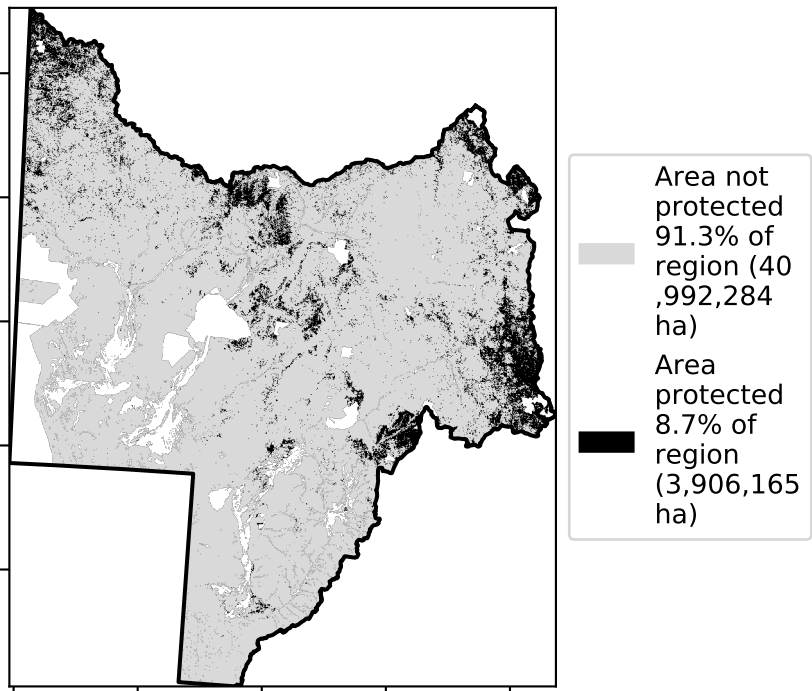 Area not
protected
91.3% of
region (40
,992,284
ha)
Area
protected
8.7% of
region
(3,906,165
ha)